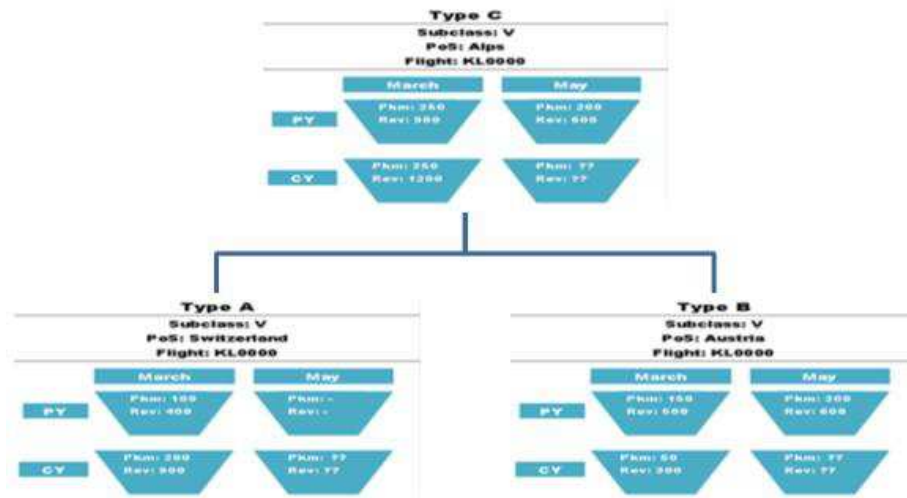 Type C
Subclass: V
PoS: Alps
Flight: KL0000
March May
PY
Pkm: 250
Rev: 900
Pkm: 200
Rev: 600
CY
Pkm: 250
Rev: 1200
Pkm: ??
Rev: ??
Type A
Subclass: V
PoS: Switzerland
Flight: KL0000
March May
PY
Pkm: 100
Rev: 400
Pkm: -
Rev: -
CY
Pkm: 200
Rev: 900
Pkm: ??
Rev: ??
Type B
Subclass: V
PoS: Austria
Flight: KL0000
March May
PY
Pkm: 150
Rev: 500
Pkm: 200
Rev: 600
CY
Pkm: 50
Rev: 300
Pkm: ??
Rev: ??